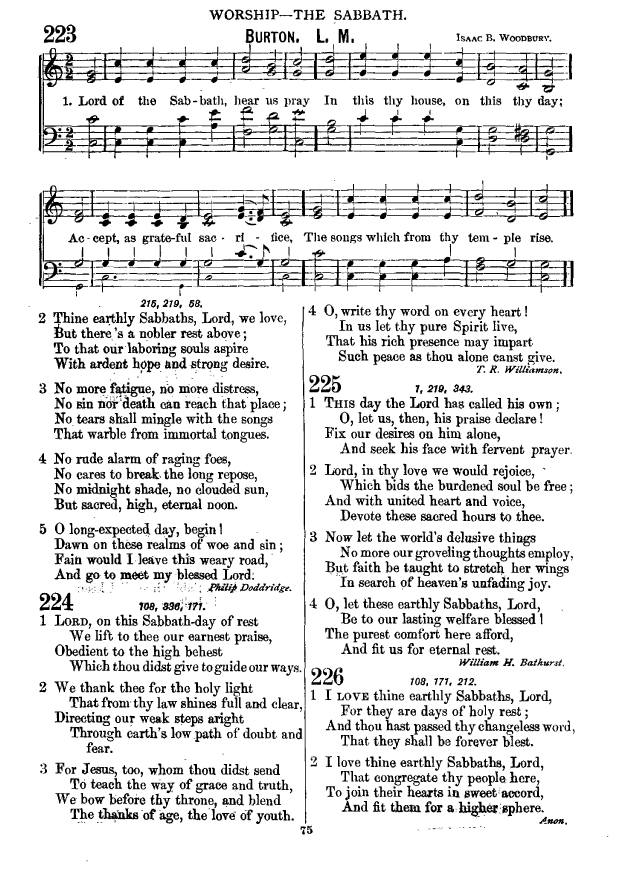 WORSHIP—THE SABBATH.
223
BURTON. L. M.
ISAAC B. WOODBURY.
1. Lord of the Sab-bath, hear us pray In this thy house, on this thy day;
Ac-cept, as grate-ful sac-ri-fice, The songs which from thy tem-ple rise.
215, 219, 58.
2 Thine earthly Sabbaths, Lord, we love,
But there's a nobler rest above;
To that our laboring souls aspire
With ardent hope and strong desire.
3 No more fatigue, no more distress,
No sin nor death can reach that place;
No tears shall mingle with the songs
That warble from immortal tongues.
4 No rude alarm of raging foes,
No cares to break the long repose,
No midnight shade, no clouded sun,
But sacred, high, eternal noon.
5 O long-expected day, begin!
Dawn on these realms of woe and sin;
Fain would I leave this weary road,
And go to meet my blessed Lord.
Philip Doddridge.
224
108, 336, 171.
1 LORD, on this Sabbath-day of rest
We lift to thee our earnest praise,
Obedient to the high behest
Which thou didst give to guide our ways.
2 We thank thee for the holy light
That from thy law shines full and clear,
Directing our weak steps aright
Through earth's low path of doubt and
fear.
3 For Jesus, too, whom thou didst send
To teach the way of grace and truth,
We bow before thy throne, and blend
The thanks of age, the love of youth.
4 O, write thy word on every heart!
In us let thy pure Spirit live,
That his rich presence may impart
Such peace as thou alone canst give.
T. R. Williamson.
225
1, 219, 343.
1 THIS day the Lord has called his own;
O, let us, then, his praise declare!
Fix our desires on him alone,
And seek his face with fervent prayer.
2 Lord, in thy love we would rejoice,
Which bids the burdened soul be free;
And with united heart and voice,
Devote these sacred hours to thee.
3 Now let the world's delusive things
No more our groveling thoughts employ,
But faith be taught to stretch her wings
In search of heaven's unfading joy.
4 O, let these earthly Sabbaths, Lord,
Be to our lasting welfare blessed!
The purest comfort here afford,
And fit us for eternal rest.
William H. Bathurst.
226
108, 171, 212.
1 I LOVE thine earthly Sabbaths, Lord,
For they are days of holy rest;
And thou hast passed thy changeless word,
That they shall be forever blest.
2 I love thine earthly Sabbaths, Lord,
That congregate thy people here,
To join their hearts in sweet accord,
And fit them for a higher sphere.
Anon.
75